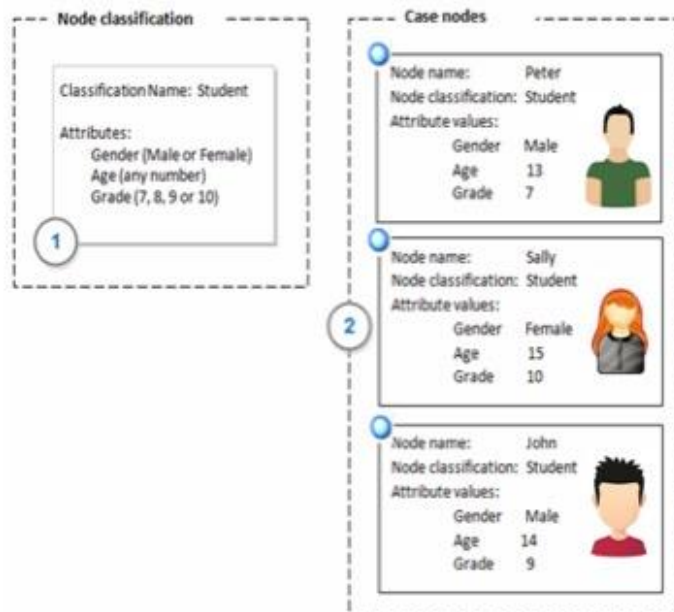 Node classification
Classification Name: Student
Attributes:
Gender (Male or Female)
Age (any number)
Grade (7, 8, 9 or 10)
1
Case nodes
Node name: Peter
Node classification: Student
Attribute values:
Gender Male
Age 13
Grade 7
2
Node name: Sally
Node classification: Student
Attribute values:
Gender Female
Age 15
Grade 10
Node name: John
Node classification: Student
Attribute values:
Gender Male
Age 14
Grade 9